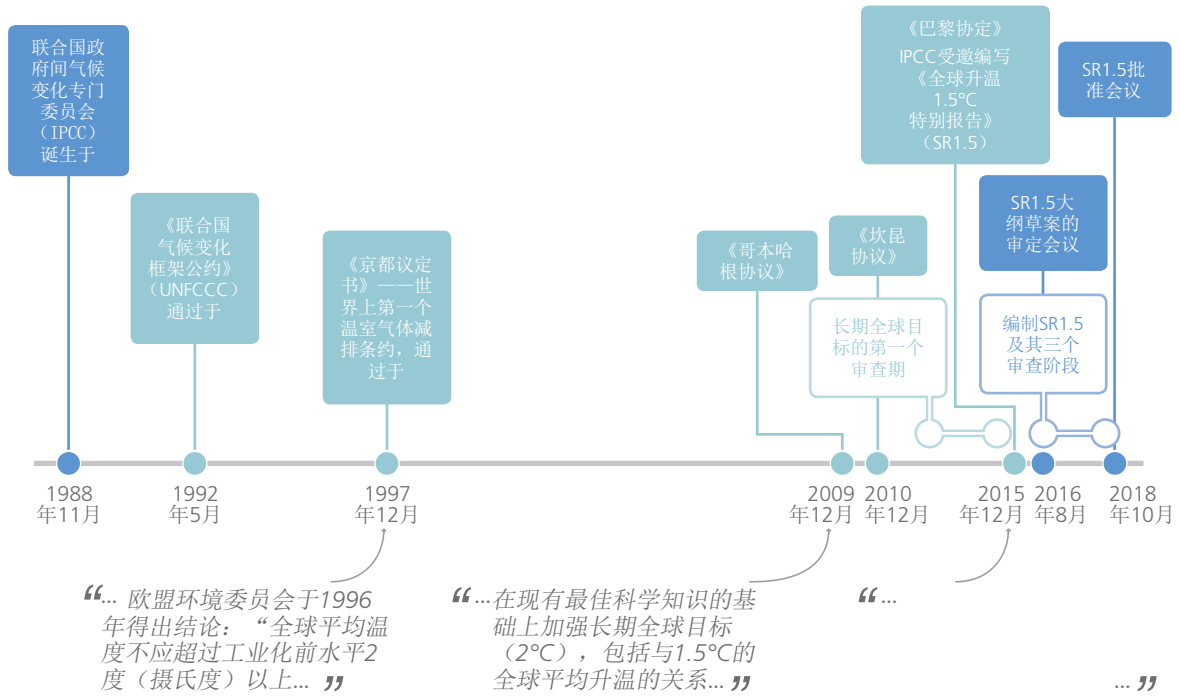 联合国政
府间气候
变化专门
委员会
（IPCC）
诞生于
《联合国
气候变化
框架公约》
（UNFCCC）
通过于
《京都议定
书》——世
界上第一个
温室气体减
排条约，通
过于
《哥本哈
根协议》
《坎昆
协议》
长期全球目
标的第一个
审查期
《巴黎协定》
IPCC受邀编写
《全球升温
1.5°C
特别报告》
（SR1.5）
SR1.5大
纲草案的
审定会议
编制SR1.5
及其三个
审查阶段
SR1.5批
准会议
1988
年11月
1992
年5月
1997
年12月
2009
年12月
2010
年12月
2015
年12月
2016
年8月
2018
年10月
“... 欧盟环境委员会于1996
年得出结论：“全球平均温
度不应超过工业化前水平2
度（摄氏度）以上... ”
“...在现有最佳科学知识的基
础上加强长期全球目标
（2°C），包括与1.5°C的
全球平均升温的关系... ”
“...
... ”